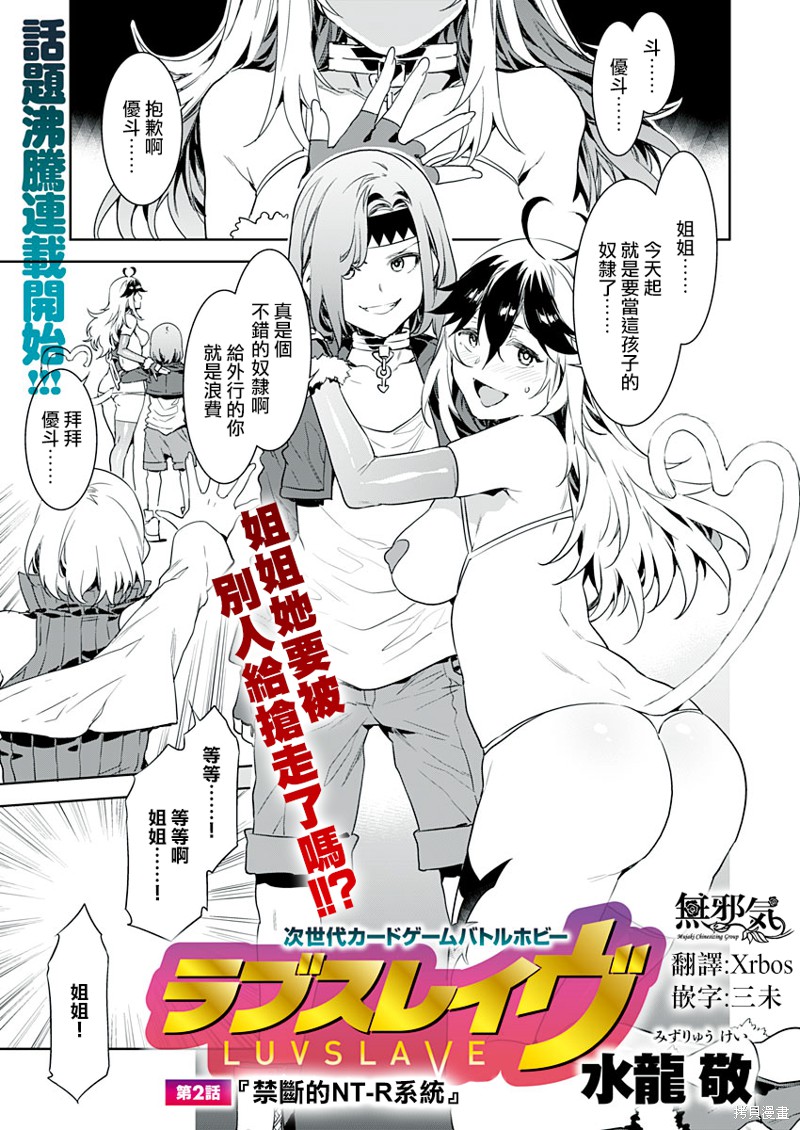 話題沸騰連載開始!!!
斗……
優斗……
抱歉啊
優斗……
姐姐……
今天起
就是要當這孩子的
奴隸了……
真是個
不錯的奴隸啊
給外行的你
就是浪費
拜拜
優斗……
姐姐她要被
別人給搶走了嗎!!?
等等……!
等等啊
姐姐……!
姐姐!
次世代カードゲームバトルホビー
ラブスレイヴ
LUVSLAVE
第2話
『禁斷的NT-R系統』
無邪気
Mujaki Chinesizing Group
翻譯:Xrbos
嵌字:三未
みずりゅう けい
水龍 敬
拷貝漫畫